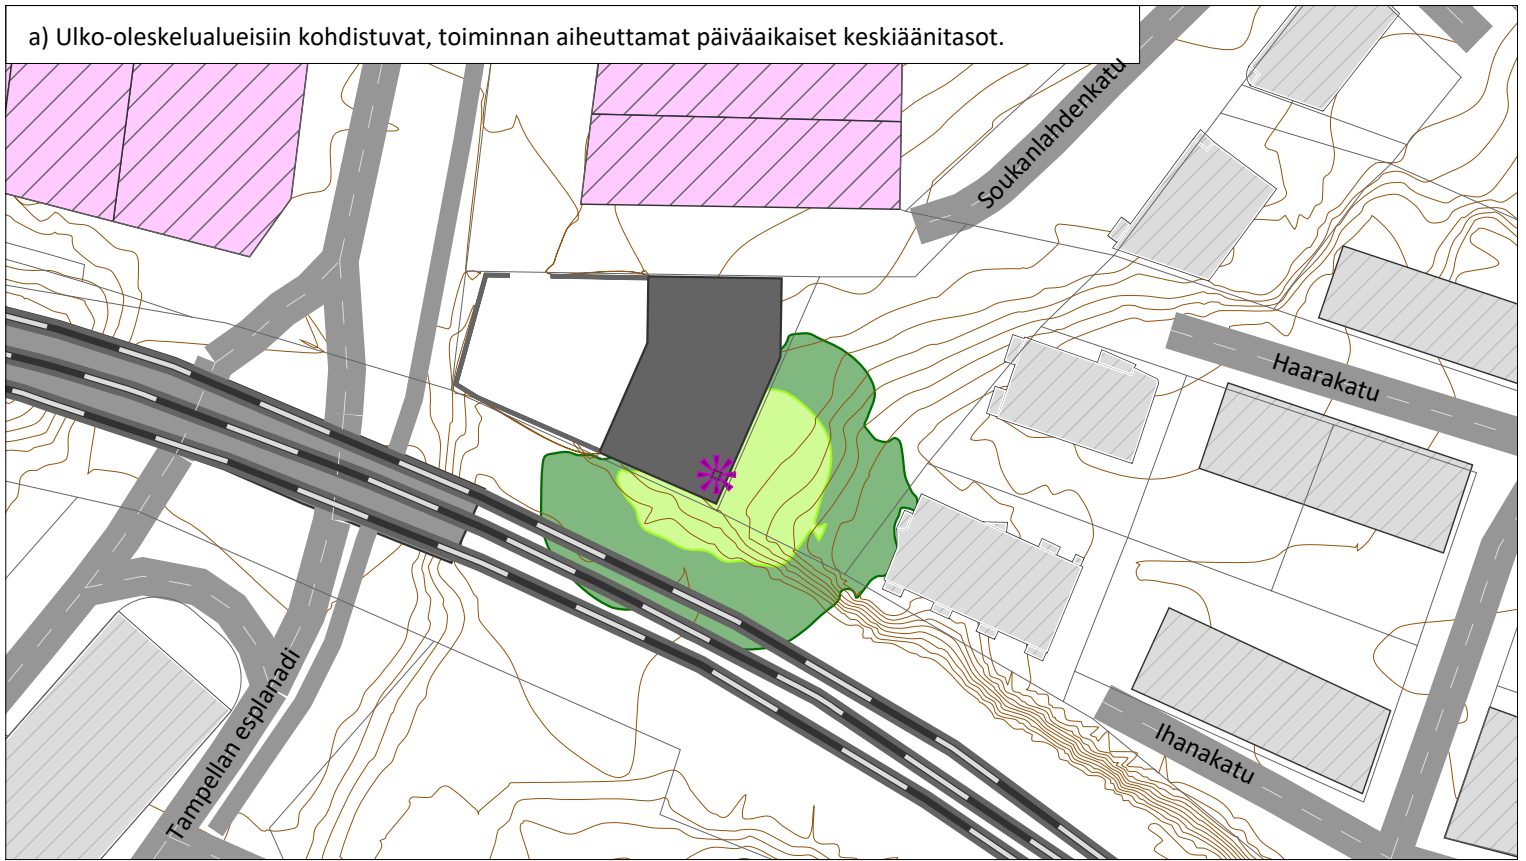 a) Ulko-oleskelualueisiin kohdistuvat, toiminnan aiheuttamat päiväaikaiset keskiäänitasot.
Soukanlahdenkatu
Haarakatu
Tampellan esplanadi
Ihanakatu